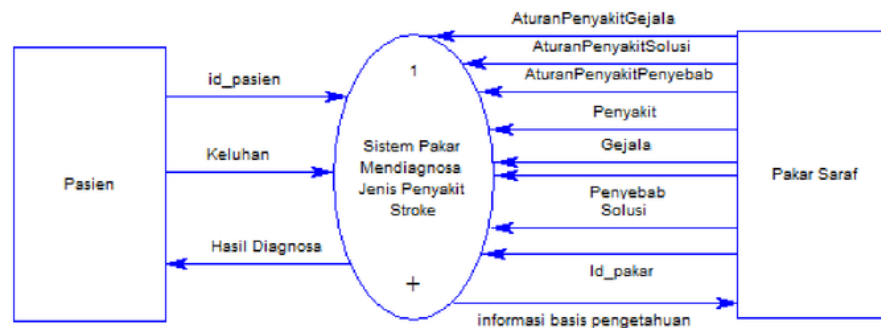 AturanPenyakitGejala
AturanPenyakitSolusi
AturanPenyakitPenyebab
Penyakit
Gejala
Penyebab
Solusi
Id_pakar
informasi basis pengetahuan
Pakar Saraf
1
Sistem Pakar
Mendiagnosa
Jenis Penyakit
Stroke
+
id_pasien
Keluhan
Hasil Diagnosa
Pasien